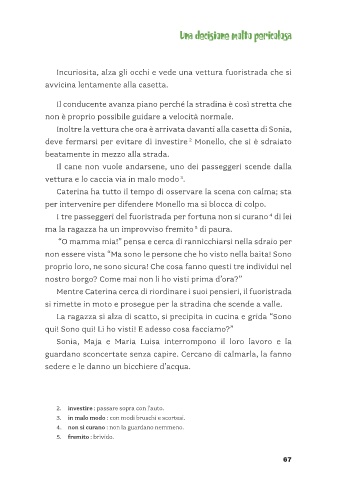 Una decisione molto pericolosa
Incuriosita, alza gli occhi e vede una vettura fuoristrada che si
avvicina lentamente alla casetta.
Il conducente avanza piano perché la stradina è così stretta che
non è proprio possibile guidare a velocità normale.
Inoltre la vettura che ora è arrivata davanti alla casetta di Sonia,
deve fermarsi per evitare di investire 2 Monello, che si è sdraiato
beatamente in mezzo alla strada.
Il cane non vuole andarsene, uno dei passeggeri scende dalla
vettura e lo caccia via in malo modo 3.
Caterina ha tutto il tempo di osservare la scena con calma; sta
per intervenire per difendere Monello ma si blocca di colpo.
I tre passeggeri del fuoristrada per fortuna non si curano 4 di lei
ma la ragazza ha un improvviso fremito 5 di paura.
"O mamma mia!" pensa e cerca di rannicchiarsi nella sdraio per
non essere vista "Ma sono le persone che ho visto nella baita! Sono
proprio loro, ne sono sicura! Che cosa fanno questi tre individui nel
nostro borgo? Come mai non li ho visti prima d'ora?"
Mentre Caterina cerca di riordinare i suoi pensieri, il fuoristrada
si rimette in moto e prosegue per la stradina che scende a valle.
La ragazza si alza di scatto, si precipita in cucina e grida "Sono
qui! Sono qui! Li ho visti! E adesso cosa facciamo?"
Sonia, Maja e Maria Luisa interrompono il loro lavoro e la
guardano sconcertate senza capire. Cercano di calmarla, la fanno
sedere e le danno un bicchiere d'acqua.
2. investire : passare sopra con l'auto.
3. in malo modo : con modi bruschi e scortesi.
4. non si curano : non la guardano nemmeno.
5. fremito : brivido.
67